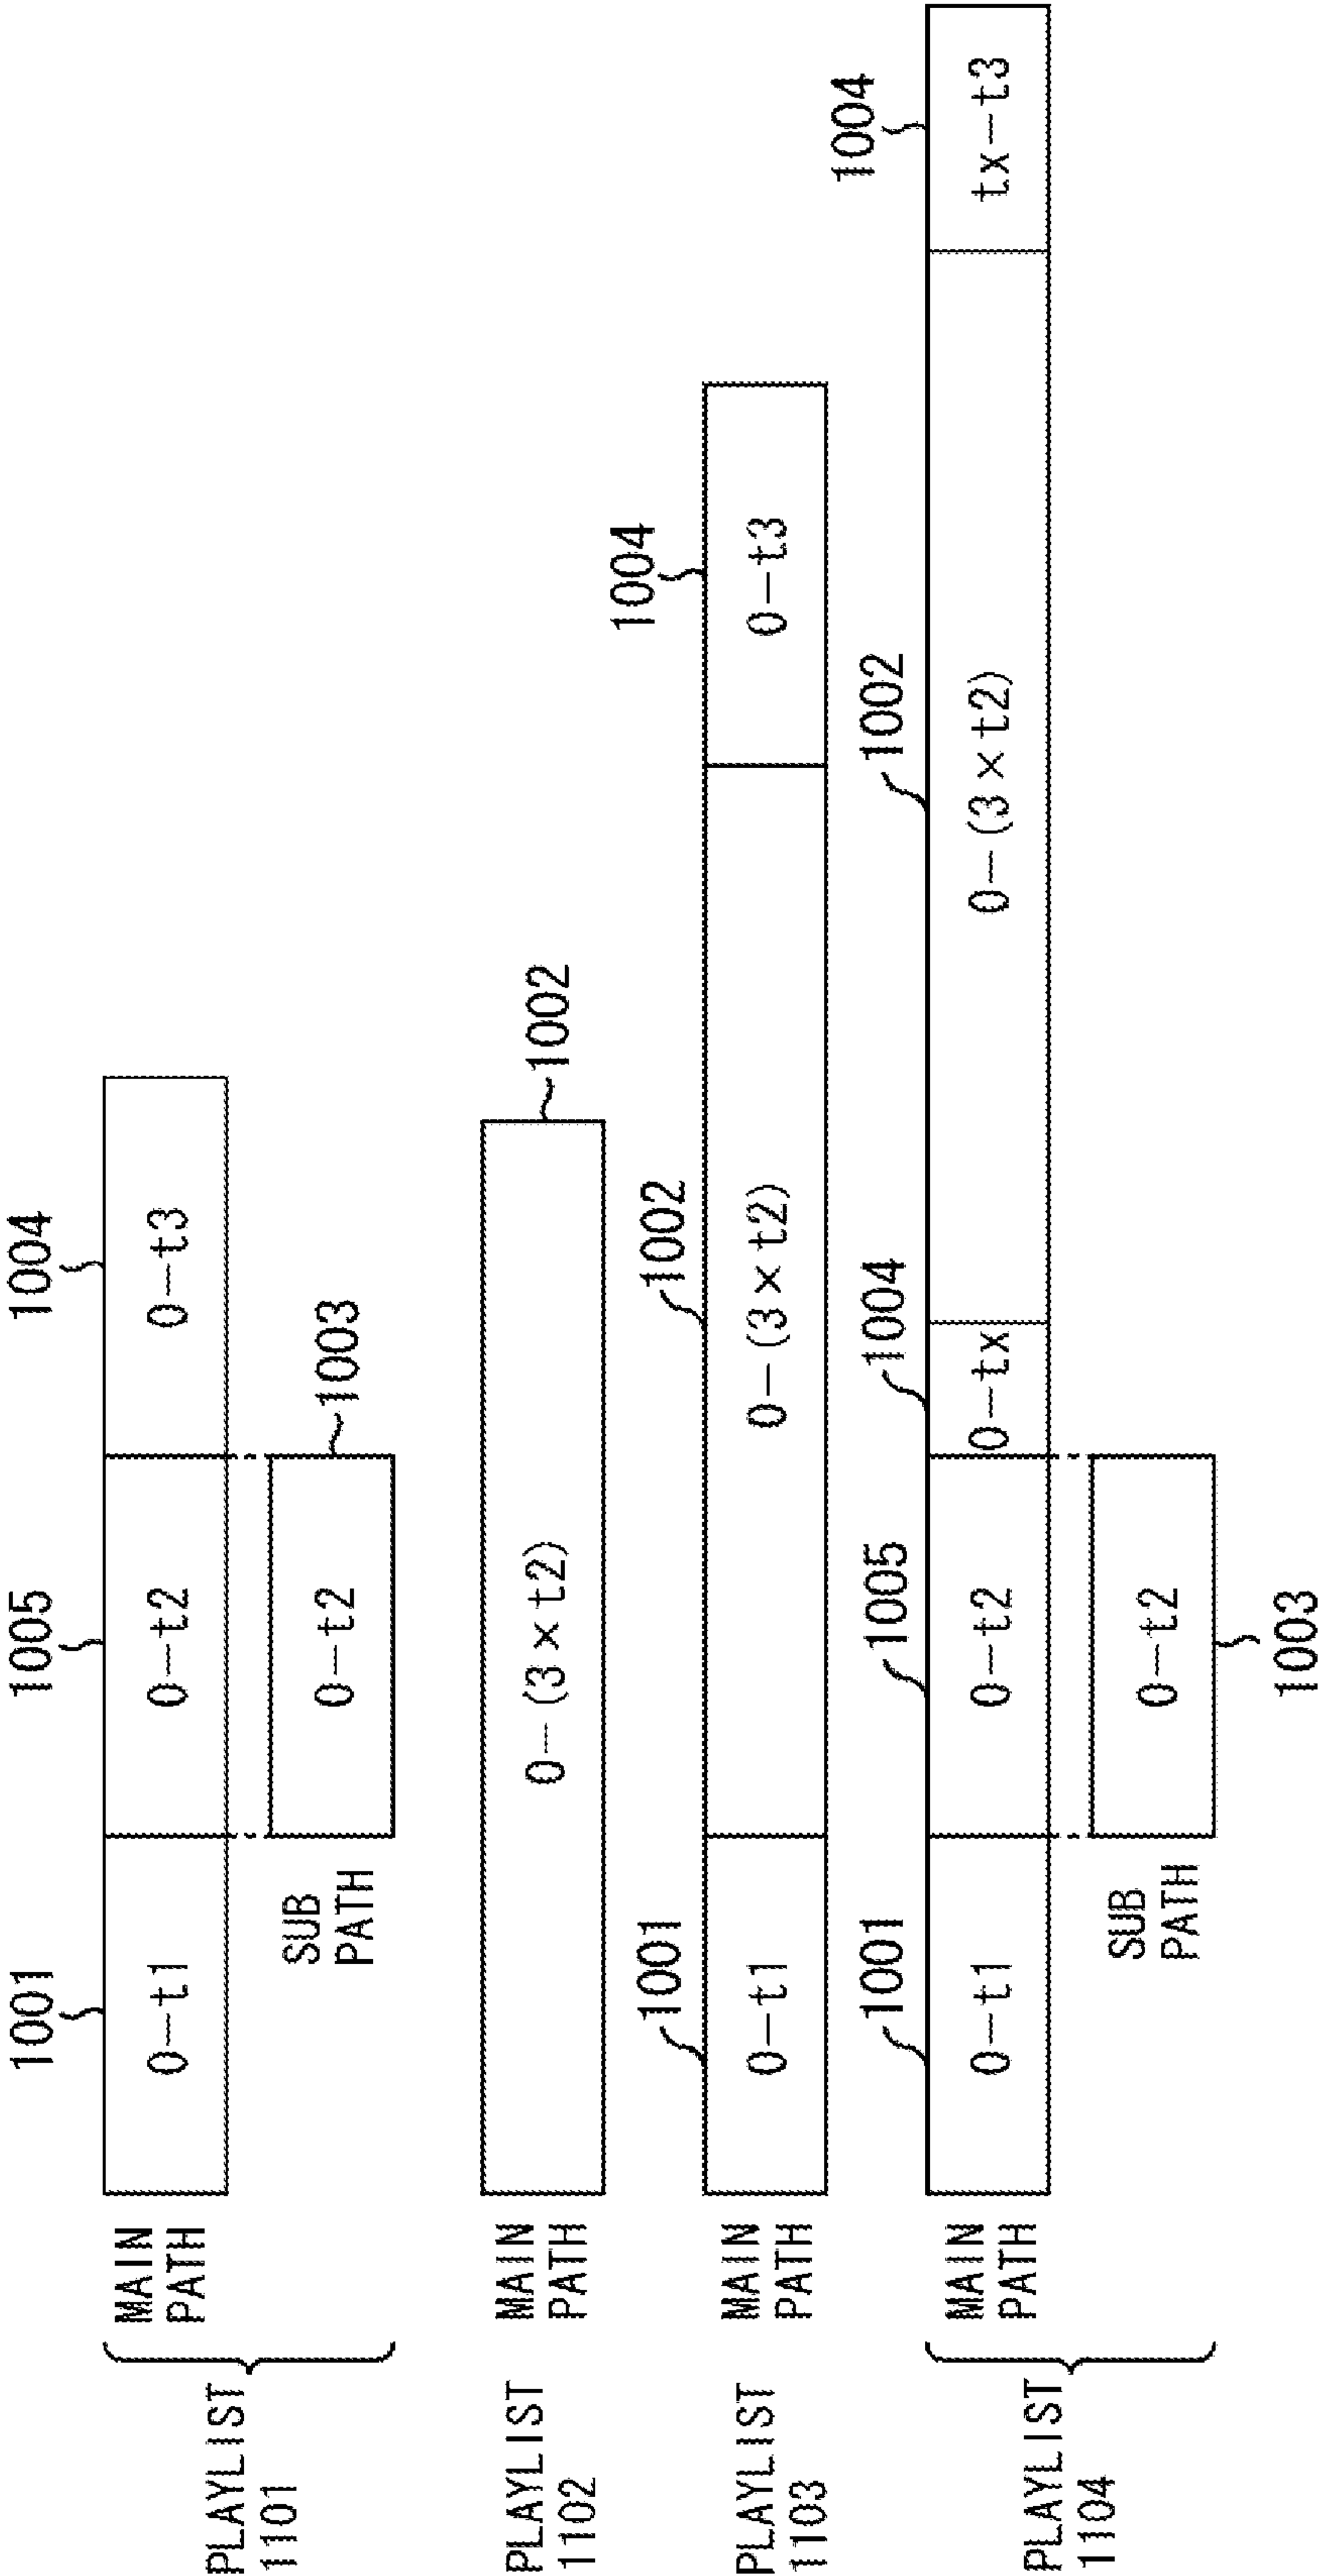 1001
1005
1004
PLAYLIST
1101
MAIN
PATH
0—t1
0—t2
0—t3
SUB
PATH
0—t2
1003
PLAYLIST
1102
MAIN
PATH
0—(3×t2)
1002
1001
1002
1004
PLAYLIST
1103
MAIN
PATH
0—t1
0—(3×t2)
0—t3
1001
1005
1004
1002
1004
PLAYLIST
1104
MAIN
PATH
0—t1
0—t2
0—tx
0—(3×t2)
tx—t3
SUB
PATH
0—t2
1003